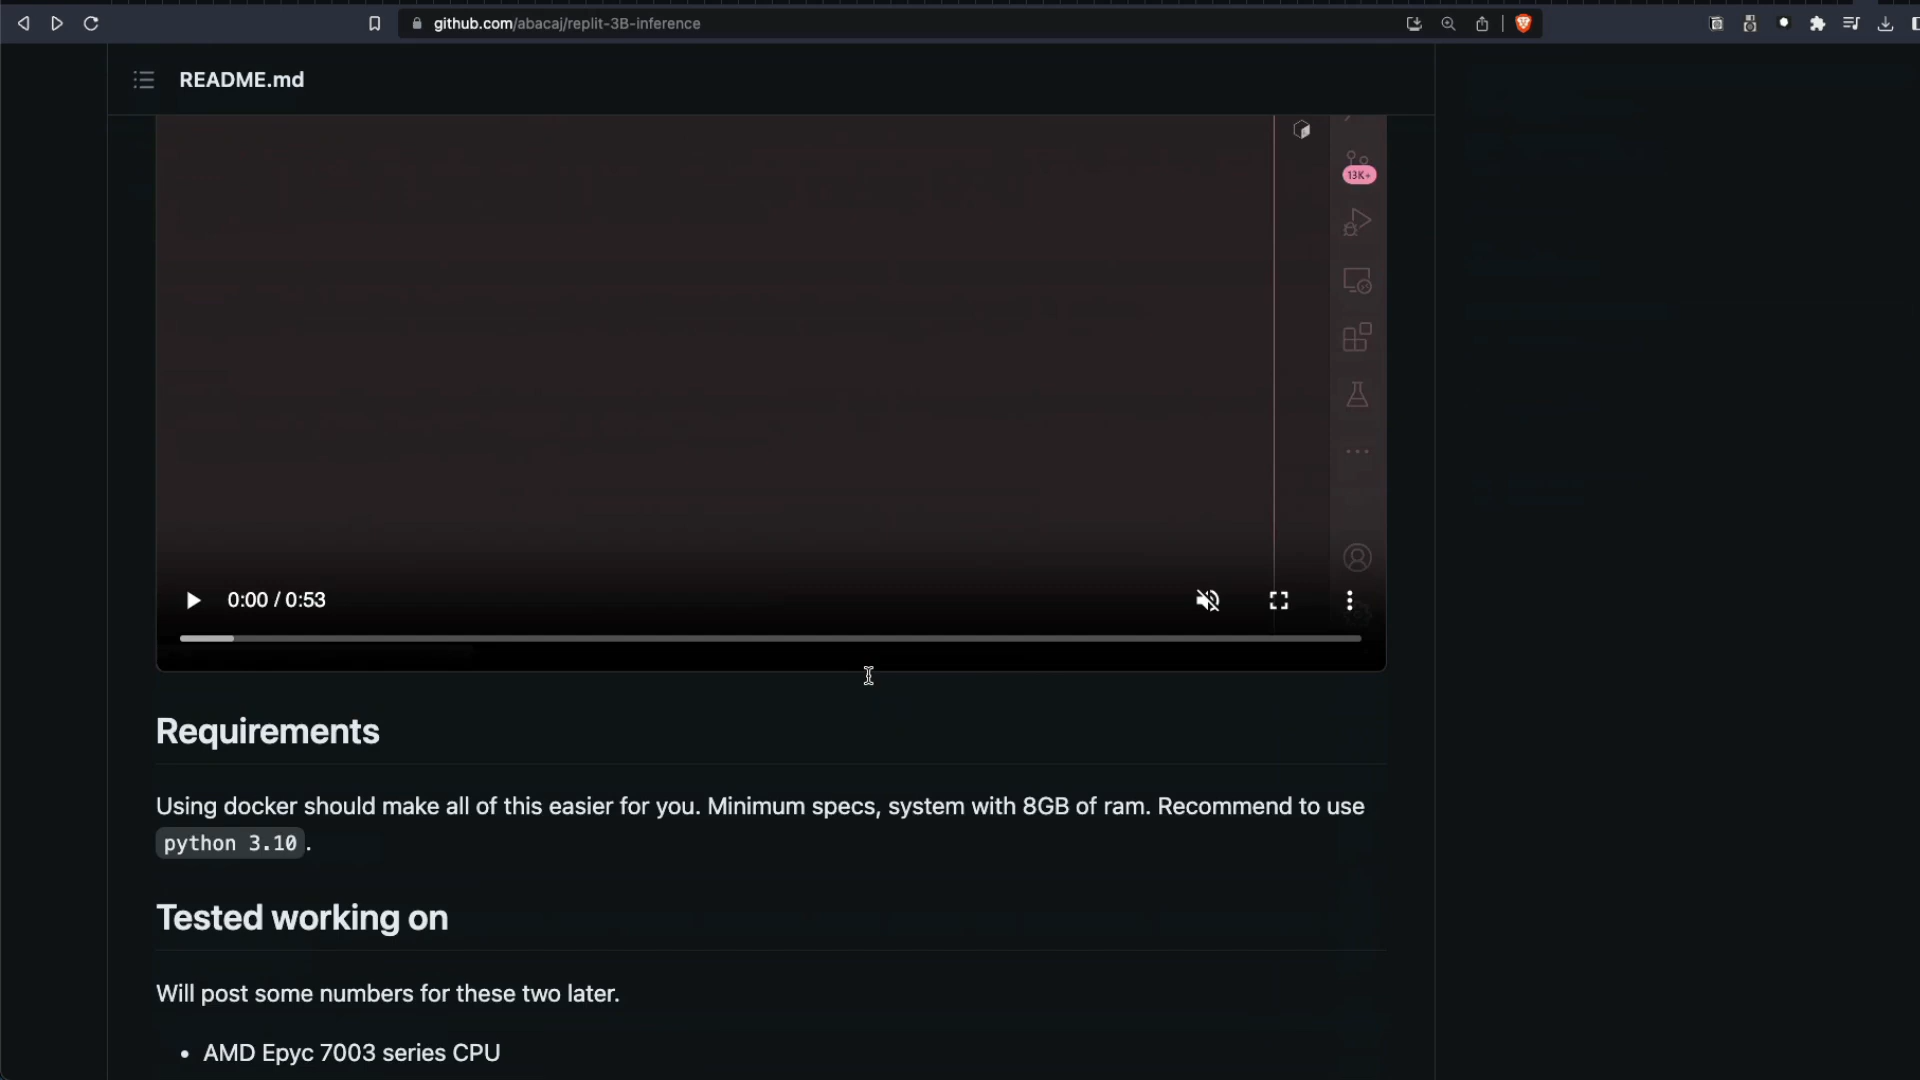 github.com/abacaj/replit-3B-inference
README.md
13K+
0:00 / 0:53
Requirements
Using docker should make all of this easier for you. Minimum specs, system with 8GB of ram. Recommend to use
python 3.10.
Tested working on
Will post some numbers for these two later.
• AMD Epyc 7003 series CPU